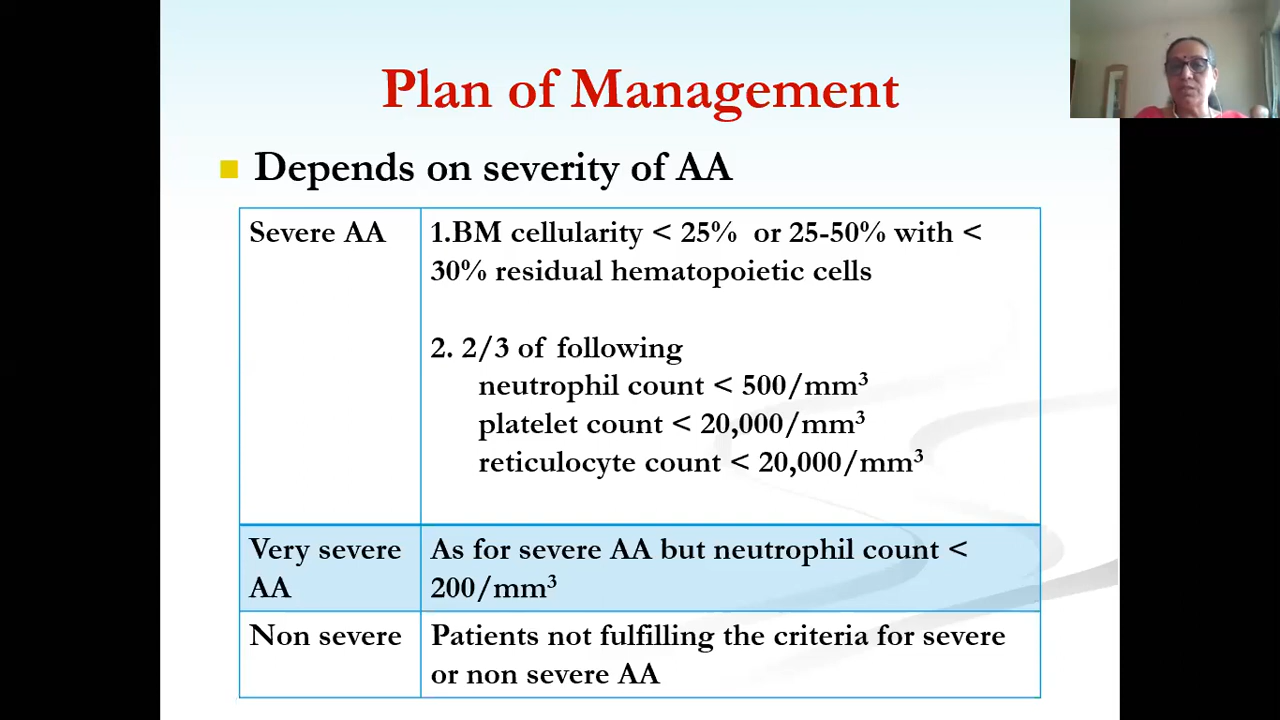 Plan of Management
Depends on severity of AA
Severe AA
1.BM cellularity < 25% or 25-50% with <
30% residual hematopoietic cells
2. 2/3 of following
neutrophil count < 500/mm³
platelet count < 20,000/mm³
reticulocyte count < 20,000/mm³
Very severe
AA
As for severe AA but neutrophil count <
200/mm³
Non severe
Patients not fulfilling the criteria for severe
or non severe AA